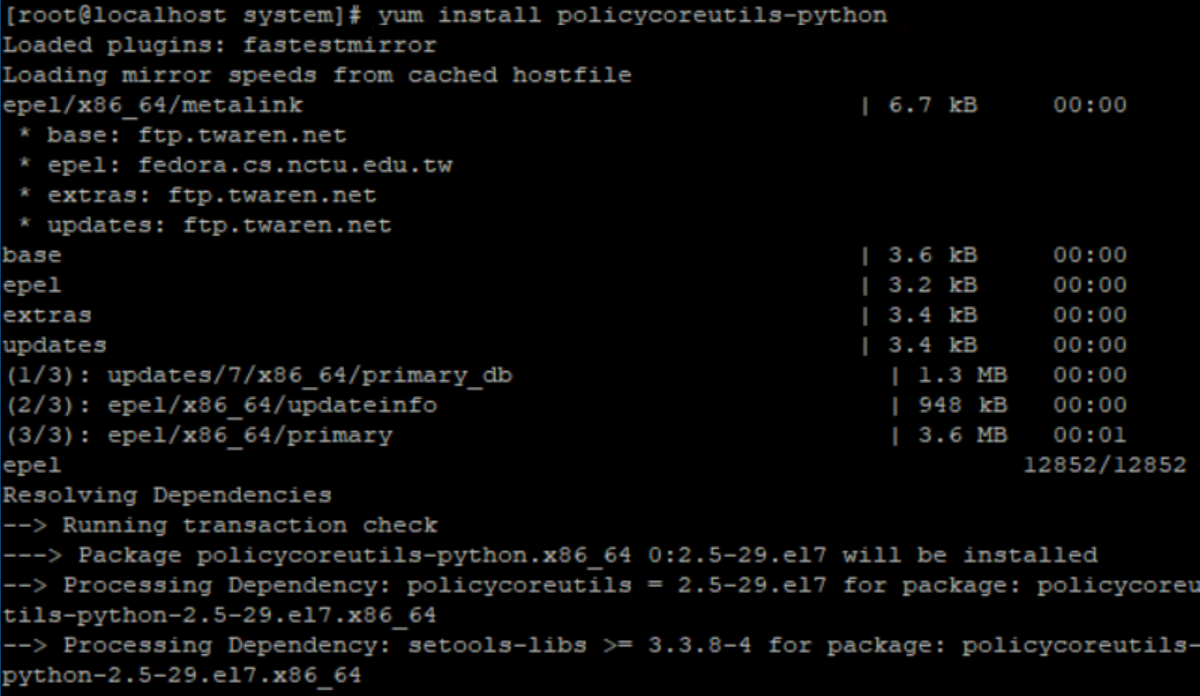 [root@localhost system]# yum install policycoreutils-python
Loaded plugins: fastestmirror
Loading mirror speeds from cached hostfile
epel/x86_64/metalink | 6.7 kB 00:00
* base: ftp.twaren.net
* epel: fedora.cs.nctu.edu.tw
* extras: ftp.twaren.net
* updates: ftp.twaren.net
base | 3.6 kB 00:00
epel | 3.2 kB 00:00
extras | 3.4 kB 00:00
updates | 3.4 kB 00:00
(1/3): updates/7/x86_64/primary_db | 1.3 MB 00:00
(2/3): epel/x86_64/updateinfo | 948 kB 00:00
(3/3): epel/x86_64/primary | 3.6 MB 00:01
epel 12852/12852
Resolving Dependencies
--> Running transaction check
---> Package policycoreutils-python.x86_64 0:2.5-29.el7 will be installed
--> Processing Dependency: policycoreutils = 2.5-29.el7 for package: policycoreu
tils-python-2.5-29.el7.x86_64
--> Processing Dependency: setools-libs >= 3.3.8-4 for package: policycoreutils-
python-2.5-29.el7.x86_64